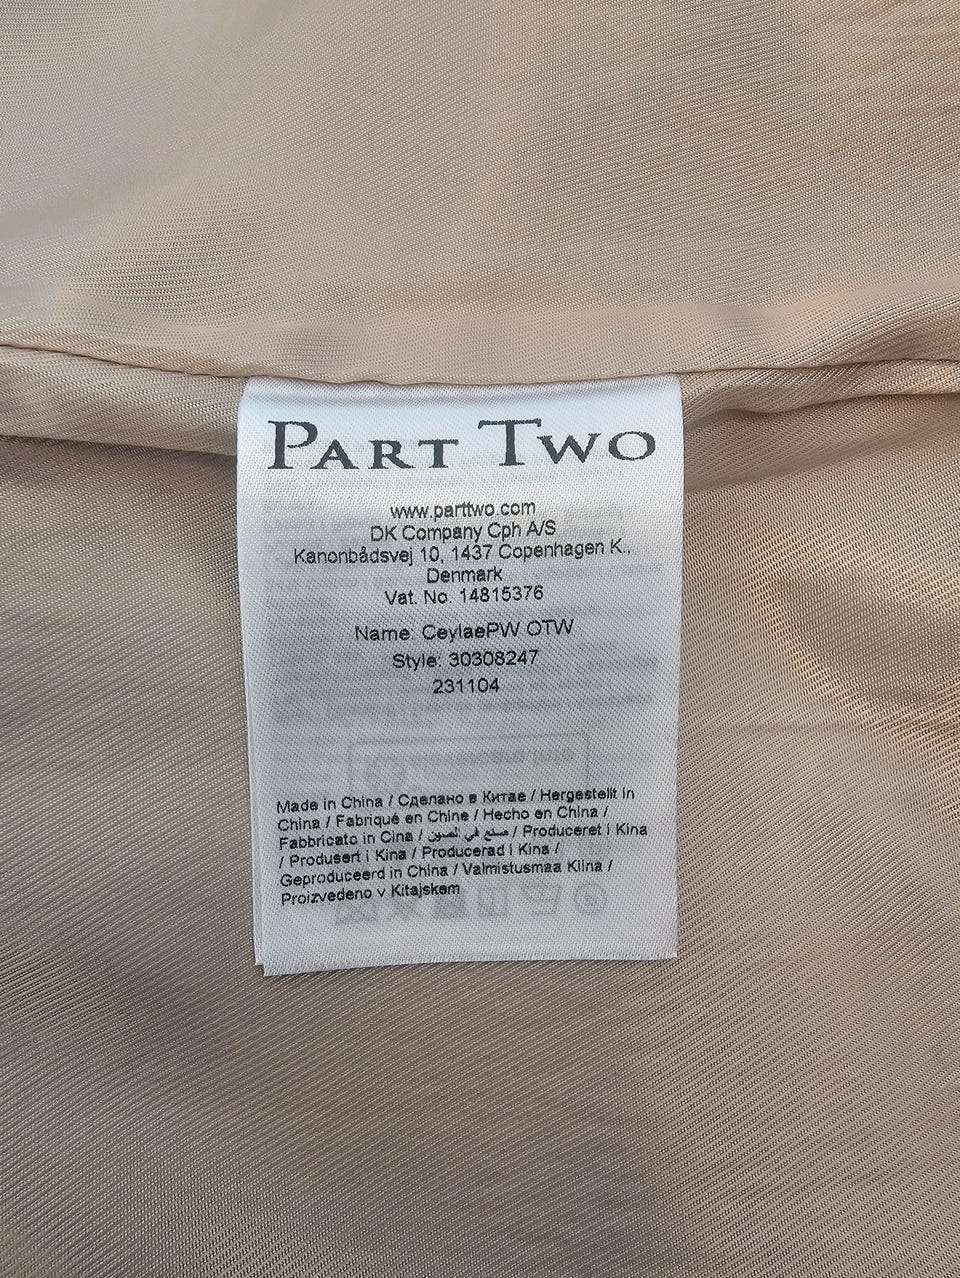 PART TWO
www.parttwo.com
DK Company Cph A/S
Kanonbådsvej 10, 1437 Copenhagen K.,
Denmark
Vat. No. 14815376
Name: CeylaePW OTW
Style: 30308247
231104
Made in China / Сделано в Китае / Hergestellt in
China / Fabriqué en Chine / Hecho en China /
Fabbricato in Cina / صنع في الصين / Produceret i Kina
/ Produsert i Kina / Producerad i Kina /
Geproduceerd in China / Valmistusmaa Kiina /
Proizvedeno v Kitajskem